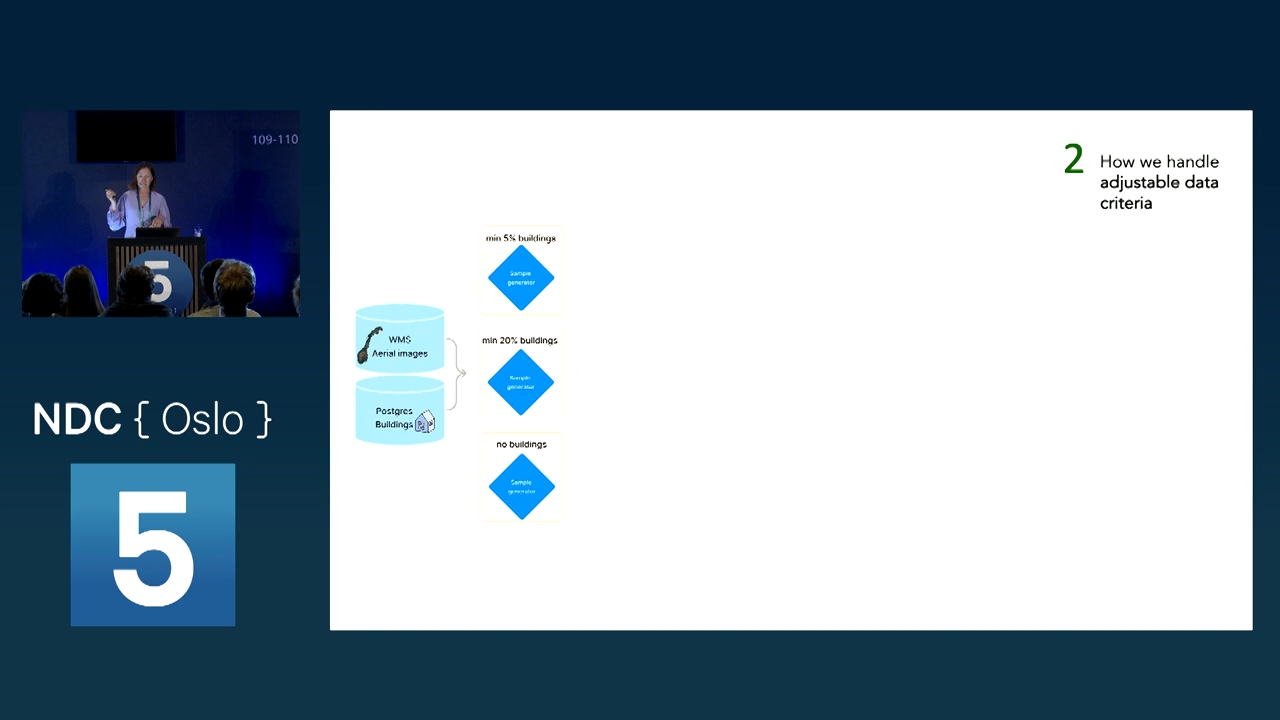 109-110
5
NDC { Oslo }
5
2
How we handle
adjustable data
criteria
min 5% buildings
Sample
generator
WMS
Aerial images
min 20% buildings
Sample
generator
Postgres
Buildings
no buildings
Sample
generator